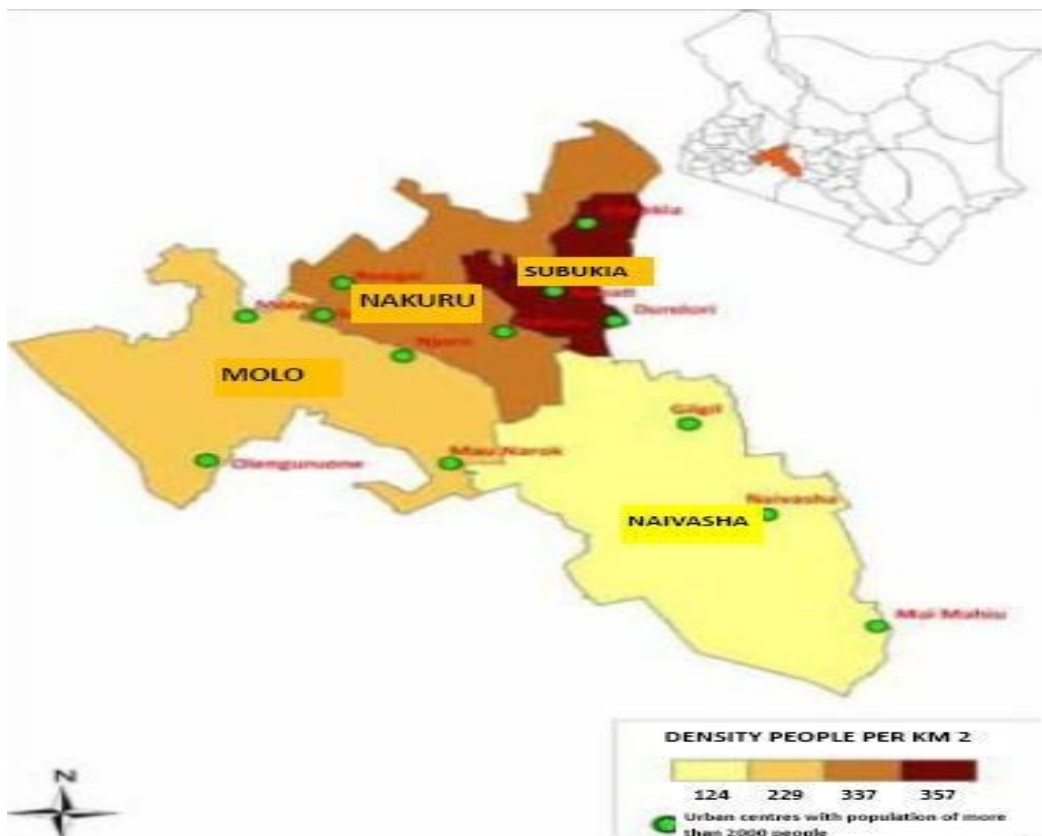 SUBUKIA
Dundori
NAKURU
Molo
Njoro
MOLO
Gilgil
Mau Narok
Olenguruone
Naivasha
NAIVASHA
Mai Mahiu
DENSITY PEOPLE PER KM 2
124 229 337 357
N
Urban centres with population of more
than 2000 people